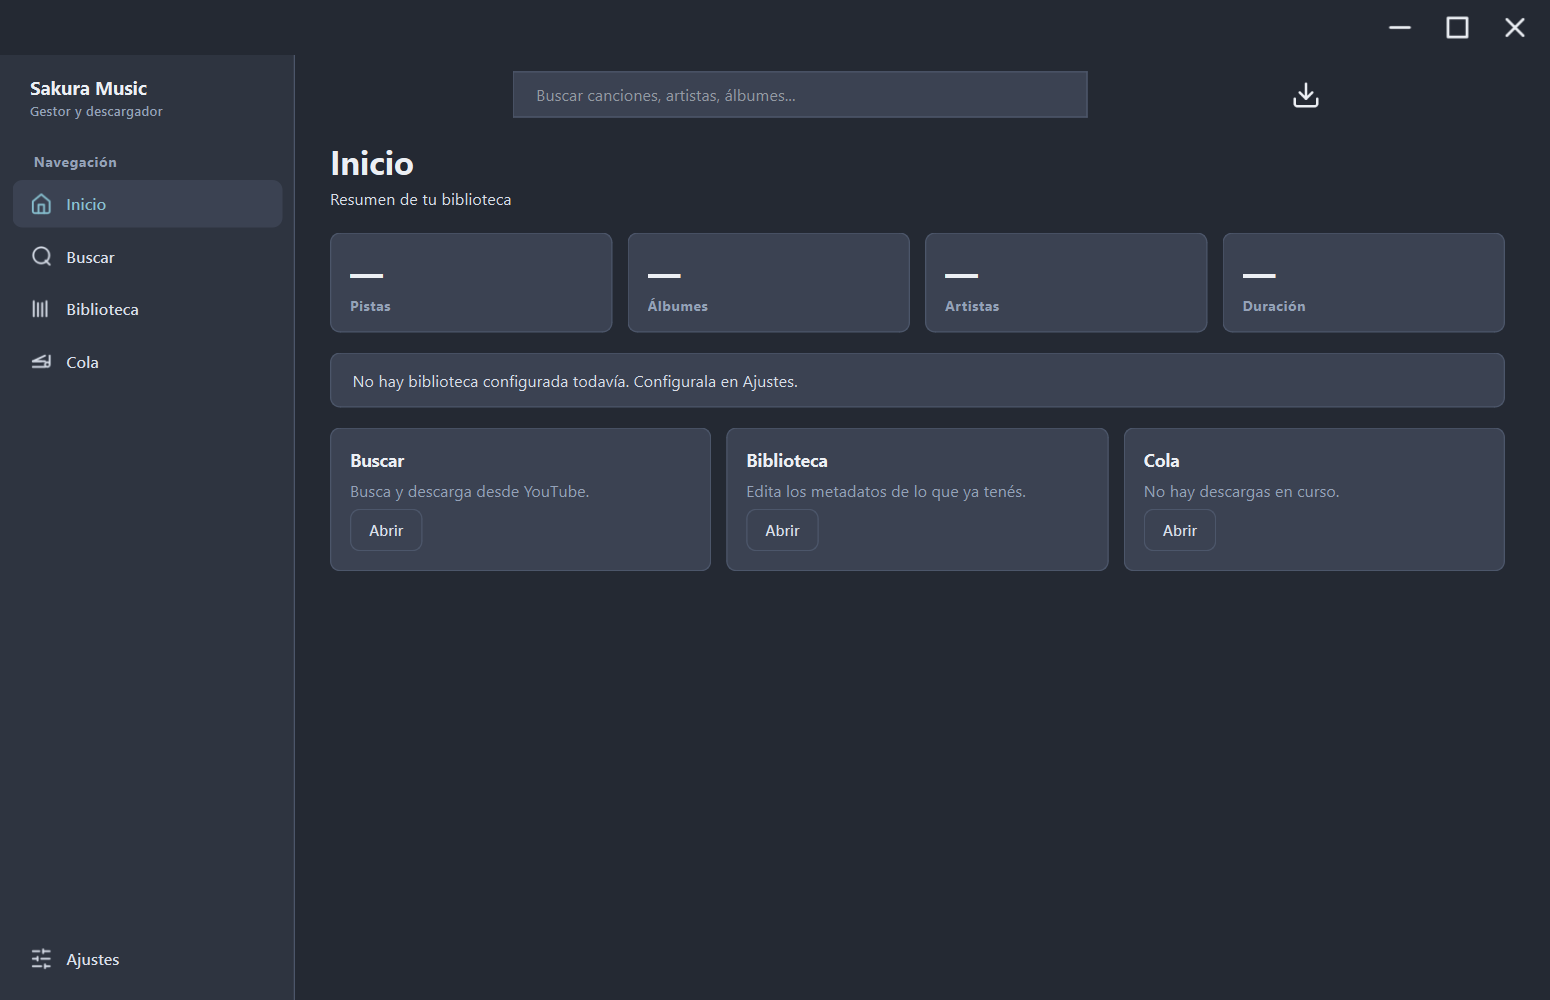 Sakura Music
Gestor y descargador
Navegación
Inicio
Buscar
Biblioteca
Cola
Ajustes
Buscar canciones, artistas, álbumes...
Inicio
Resumen de tu biblioteca
—
Pistas
—
Álbumes
—
Artistas
—
Duración
No hay biblioteca configurada todavía. Configurala en Ajustes.
Buscar
Busca y descarga desde YouTube.
Abrir
Biblioteca
Edita los metadatos de lo que ya tenés.
Abrir
Cola
No hay descargas en curso.
Abrir